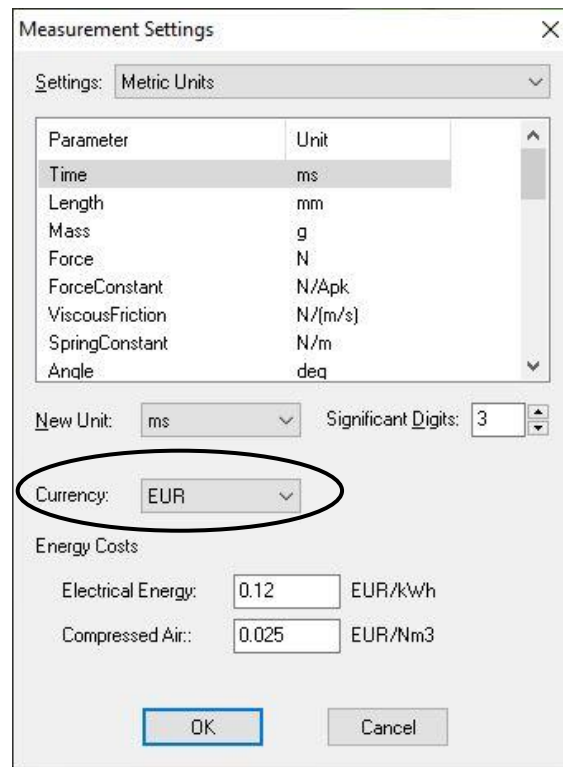 Measurement Settings
Settings: Metric Units
Parameter Unit
Time ms
Length mm
Mass g
Force N
ForceConstant N/Apk
ViscousFriction N/(m/s)
SpringConstant N/m
Angle deg
New Unit: ms Significant Digits: 3
Currency: EUR
Energy Costs
Electrical Energy: 0.12 EUR/kWh
Compressed Air:: 0.025 EUR/Nm3
OK Cancel